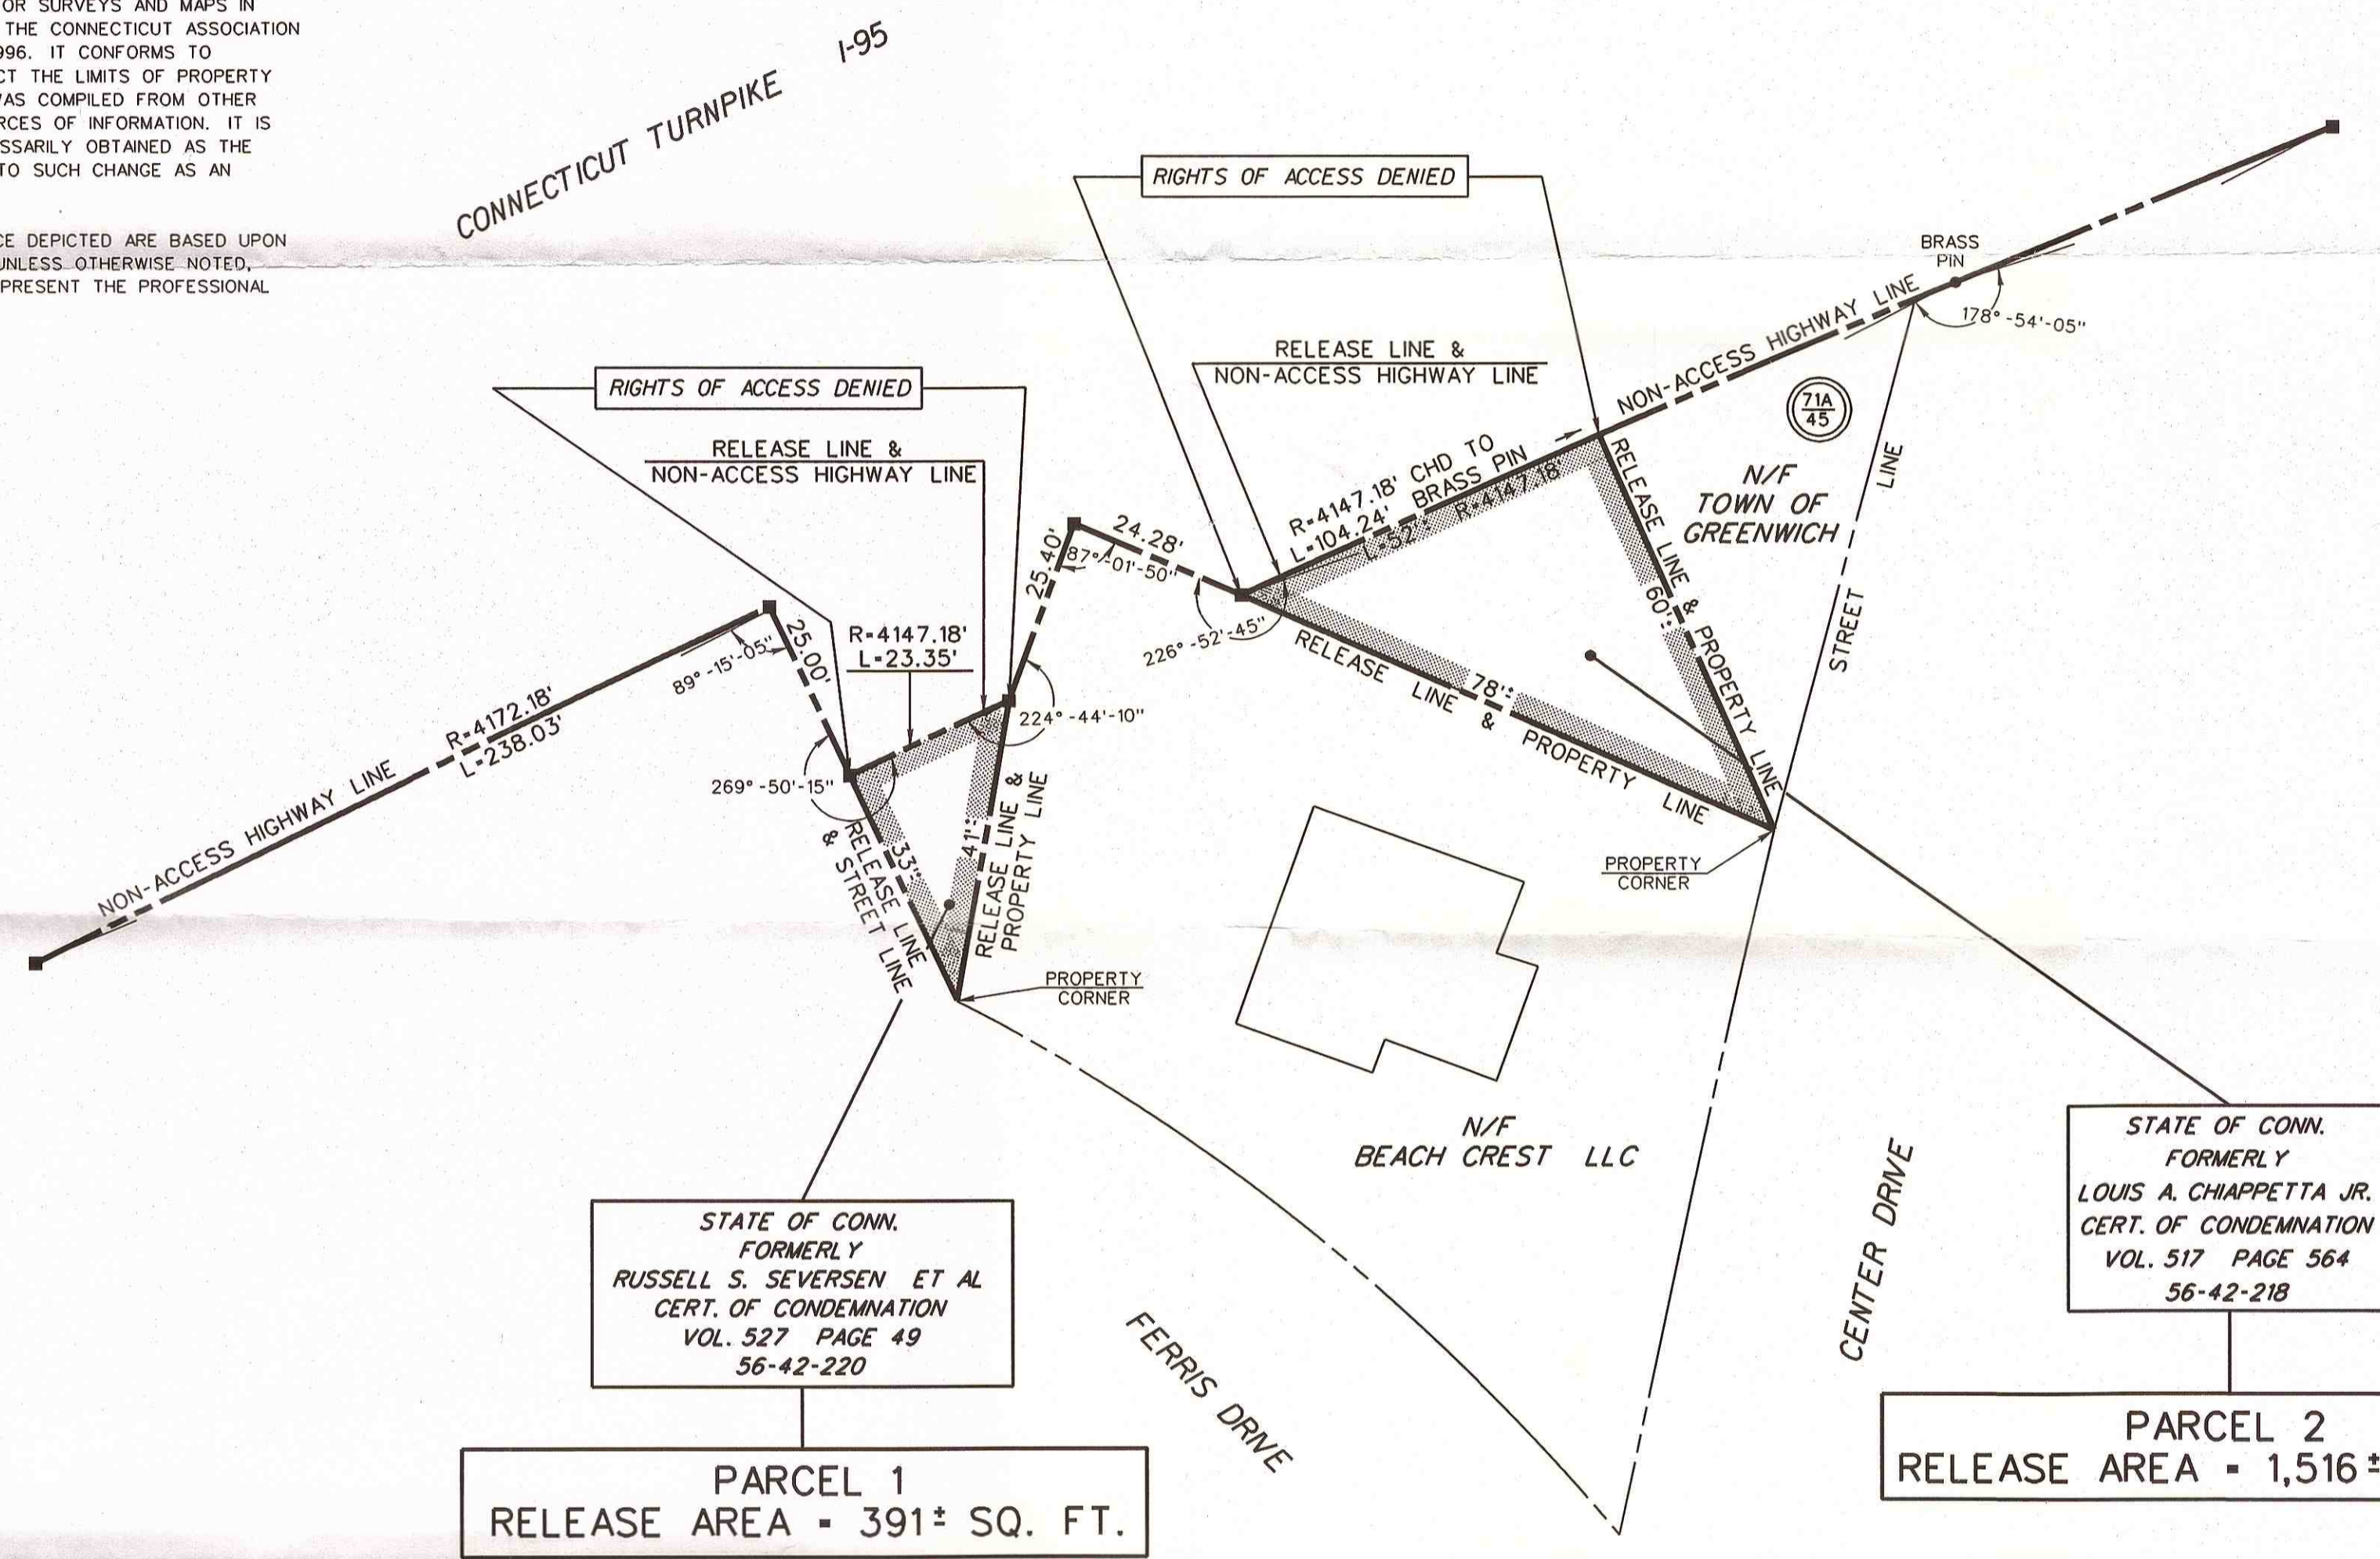 OR SURVEYS AND MAPS IN
THE CONNECTICUT ASSOCIATION
996. IT CONFORMS TO
CT THE LIMITS OF PROPERTY
WAS COMPILED FROM OTHER
RCES OF INFORMATION. IT IS
SSARILY OBTAINED AS THE
TO SUCH CHANGE AS AN
CE DEPICTED ARE BASED UPON
UNLESS OTHERWISE NOTED,
PRESENT THE PROFESSIONAL
CONNECTICUT TURNPIKE I-95
RIGHTS OF ACCESS DENIED
RELEASE LINE &
NON-ACCESS HIGHWAY LINE
BRASS
PIN
178°-54'-05"
NON-ACCESS HIGHWAY LINE
71A
45
N/F
TOWN OF
GREENWICH
STREET LINE
RIGHTS OF ACCESS DENIED
RELEASE LINE &
NON-ACCESS HIGHWAY LINE
R=4147.18' CHD TO
L=104.24' BRASS PIN
L=52'± R=4147.18'
RELEASE LINE & PROPERTY LINE
60'±
24.28'
25.40'
87°-01'-50"
226°-52'-45"
RELEASE LINE & PROPERTY LINE
78'±
25.00'
89°-15'-05"
R=4147.18'
L=23.35'
224°-44'-10"
R=4172.18'
L=238.03'
NON-ACCESS HIGHWAY LINE
269°-50'-15"
RELEASE LINE
& STREET LINE
33'±
41'±
RELEASE LINE &
PROPERTY LINE
PROPERTY
CORNER
PROPERTY
CORNER
N/F
BEACH CREST LLC
FERRIS DRIVE
CENTER DRIVE
STATE OF CONN.
FORMERLY
RUSSELL S. SEVERSEN ET AL
CERT. OF CONDEMNATION
VOL. 527 PAGE 49
56-42-220
PARCEL 1
RELEASE AREA = 391± SQ. FT.
STATE OF CONN.
FORMERLY
LOUIS A. CHIAPPETTA JR.
CERT. OF CONDEMNATION
VOL. 517 PAGE 564
56-42-218
PARCEL 2
RELEASE AREA = 1,516±